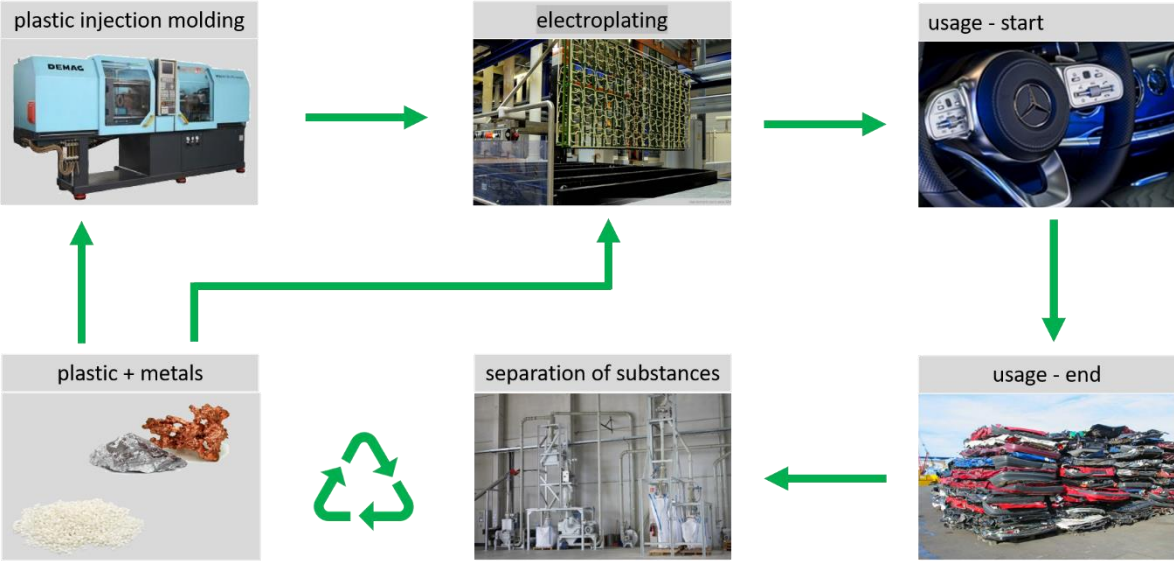 plastic injection molding
electroplating
usage - start
DEMAG
plastic + metals
separation of substances
usage - end